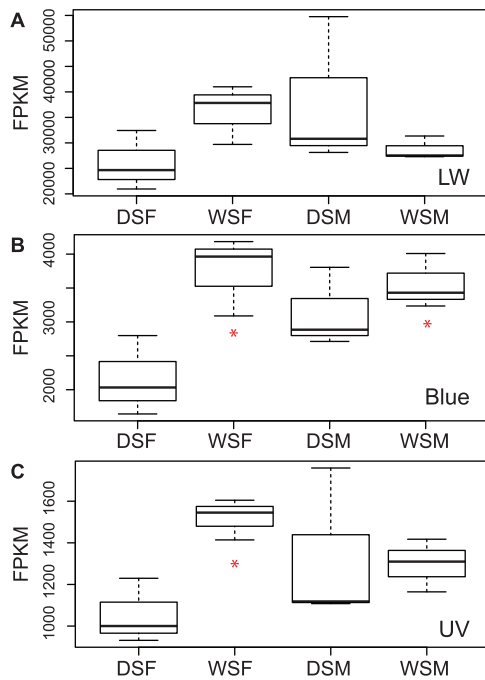 A
FPKM
50000
40000
30000
20000
LW
DSF WSF DSM WSM
B
FPKM
4000
3000
2000
*
*
Blue
DSF WSF DSM WSM
C
FPKM
1600
1400
1200
1000
*
UV
DSF WSF DSM WSM